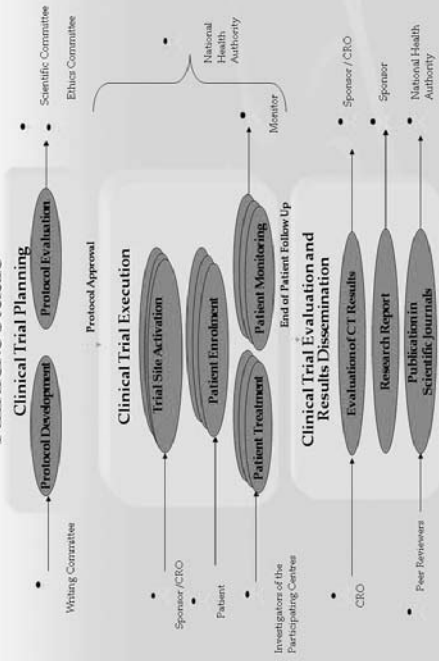 Clinical Trial Planning
Writing Committee
Protocol Development
Protocol Evaluation
Scientific Committee
Ethics Committee
Protocol Approval
Clinical Trial Execution
Sponsor /CRO
Trial Site Activation
Patient
Patient Enrolment
Investigators of the
Participating Centres
Patient Treatment
Patient Monitoring
Monitor
National Health
Authority
End of Patient Follow Up
Clinical Trial Evaluation and
Results Dissemination
CRO
Evaluation of CT Results
Sponsor / CRO
Research Report
Sponsor
Peer Reviewers
Publication in
Scientific Journals
National Health
Authority